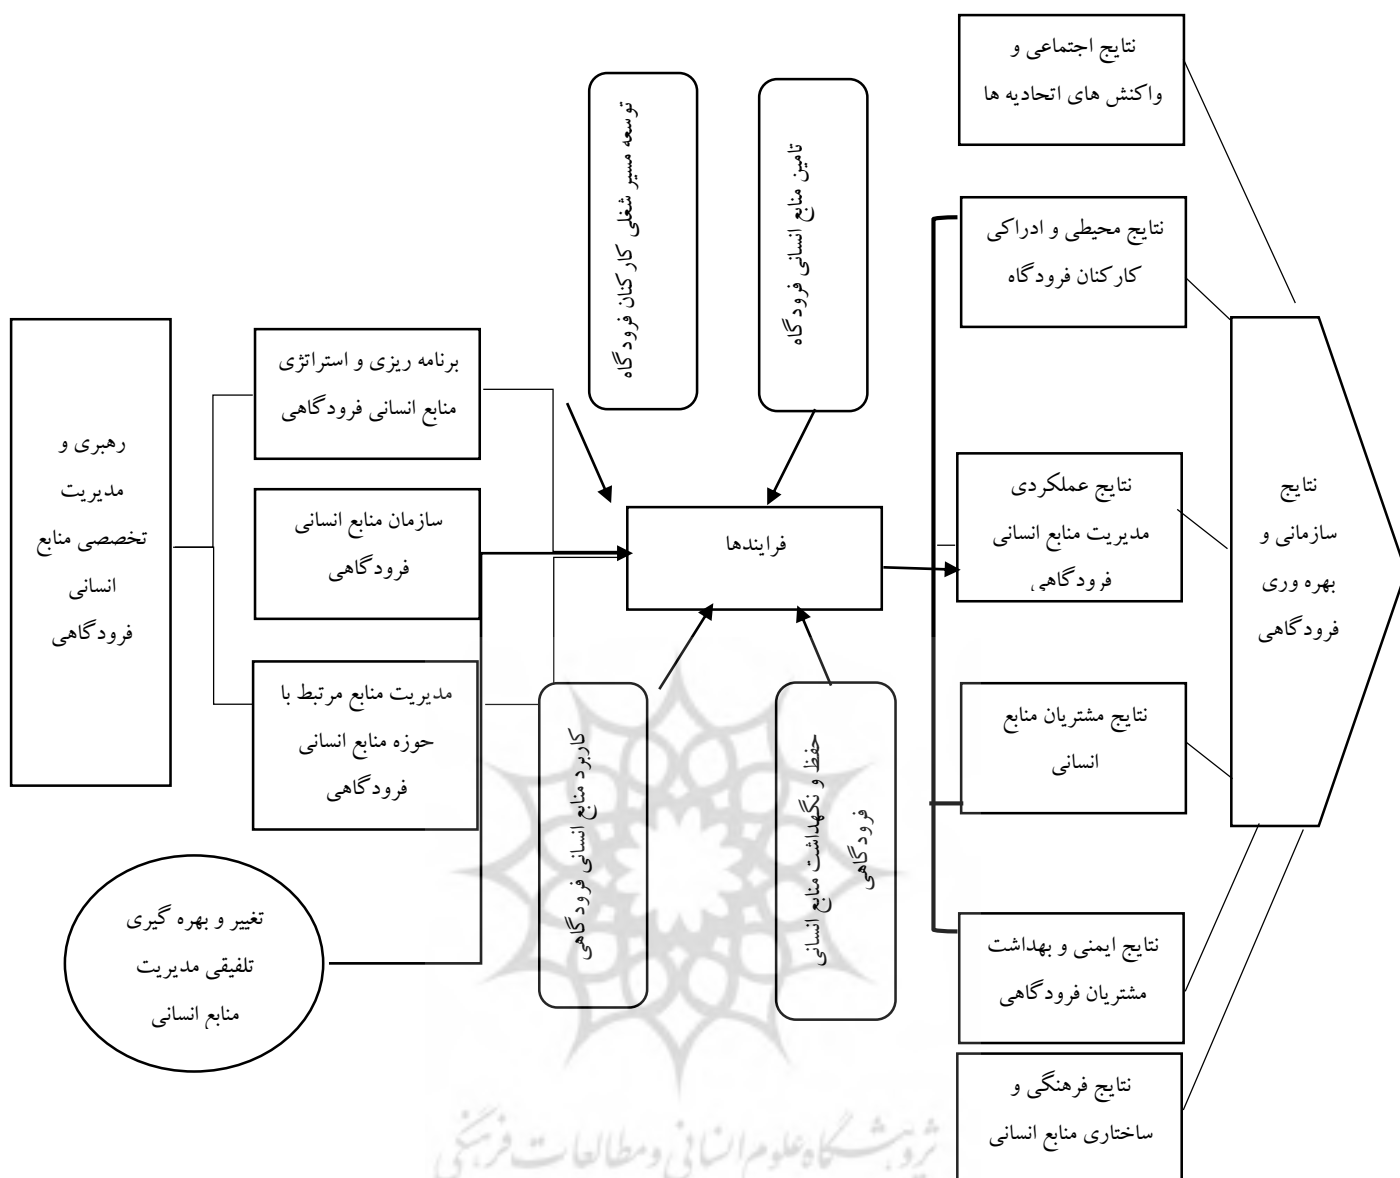 نتایج اجتماعی و
واکنش های اتحادیه ها
توسعه مسیر شغلی کارکنان فرودگاه
تامین منابع انسانی فرودگاه
نتایج محیطی و ادراکی
کارکنان فرودگاه
رهبری و
مدیریت
تخصصی منابع
انسانی
فرودگاهی
برنامه ریزی و استراتژی
منابع انسانی فرودگاهی
سازمان منابع انسانی
فرودگاهی
مدیریت منابع مرتبط با
حوزه منابع انسانی
فرودگاهی
فرایندها
نتایج عملکردی
مدیریت منابع انسانی
فرودگاهی
نتایج
سازمانی و
بهره وری
فرودگاهی
نتایج مشتریان منابع
انسانی
کاربرد منابع انسانی فرودگاهی
حفظ و نگهداشت منابع انسانی
فرودگاهی
تغییر و بهره گیری
تلفیقی مدیریت
منابع انسانی
نتایج ایمنی و بهداشت
مشتریان فرودگاهی
نتایج فرهنگی و
ساختاری منابع انسانی
پژوهشگاه علوم انسانی و مطالعات فرهنگی